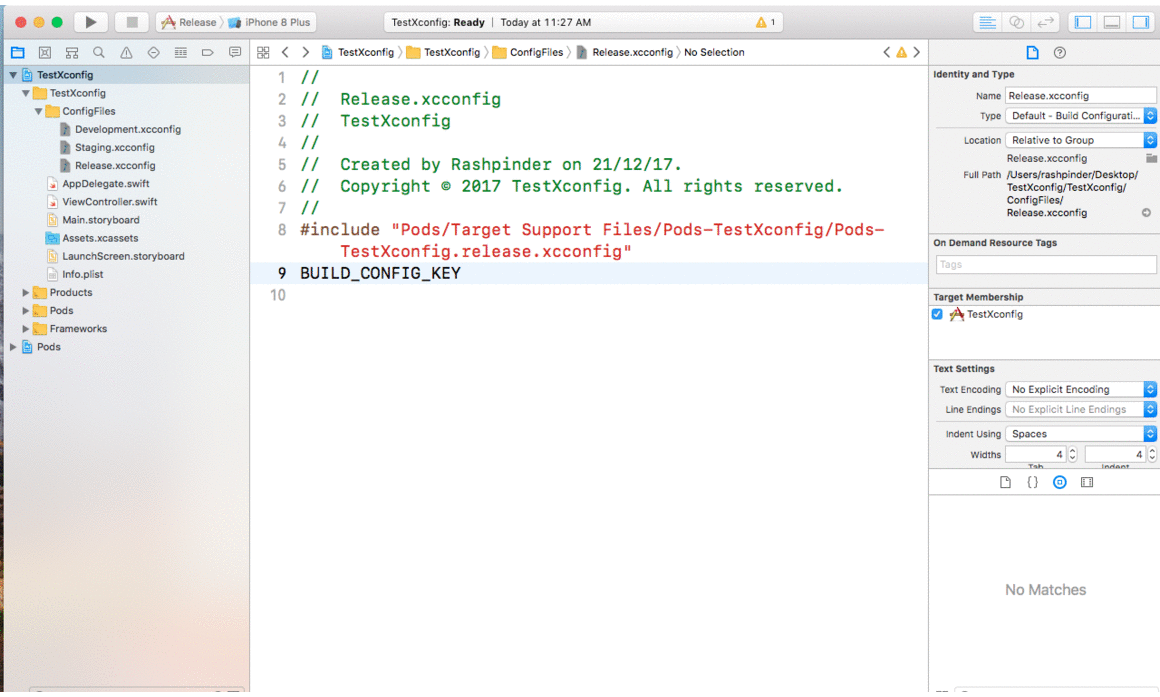 Release
iPhone 8 Plus
TestXconfig: Ready | Today at 11:27 AM
1
TestXconfig
TestXconfig
ConfigFiles
Release.xcconfig
No Selection
TestXconfig
TestXconfig
ConfigFiles
Development.xcconfig
Staging.xcconfig
Release.xcconfig
AppDelegate.swift
ViewController.swift
Main.storyboard
Assets.xcassets
LaunchScreen.storyboard
Info.plist
Products
Pods
Frameworks
Pods
1 //
2 // Release.xcconfig
3 // TestXconfig
4 //
5 // Created by Rashpinder on 21/12/17.
6 // Copyright © 2017 TestXconfig. All rights reserved.
7 //
8 #include "Pods/Target Support Files/Pods-TestXconfig/Pods-
TestXconfig.release.xcconfig"
9 BUILD_CONFIG_KEY
10
Identity and Type
Name Release.xcconfig
Type Default - Build Configurati...
Location Relative to Group
Release.xcconfig
Full Path /Users/rashpinder/Desktop/
TestXconfig/TestXconfig/
ConfigFiles/
Release.xcconfig
On Demand Resource Tags
Tags
Target Membership
TestXconfig
Text Settings
Text Encoding No Explicit Encoding
Line Endings No Explicit Line Endings
Indent Using Spaces
Widths 4 4
Tab Indent
{}
No Matches